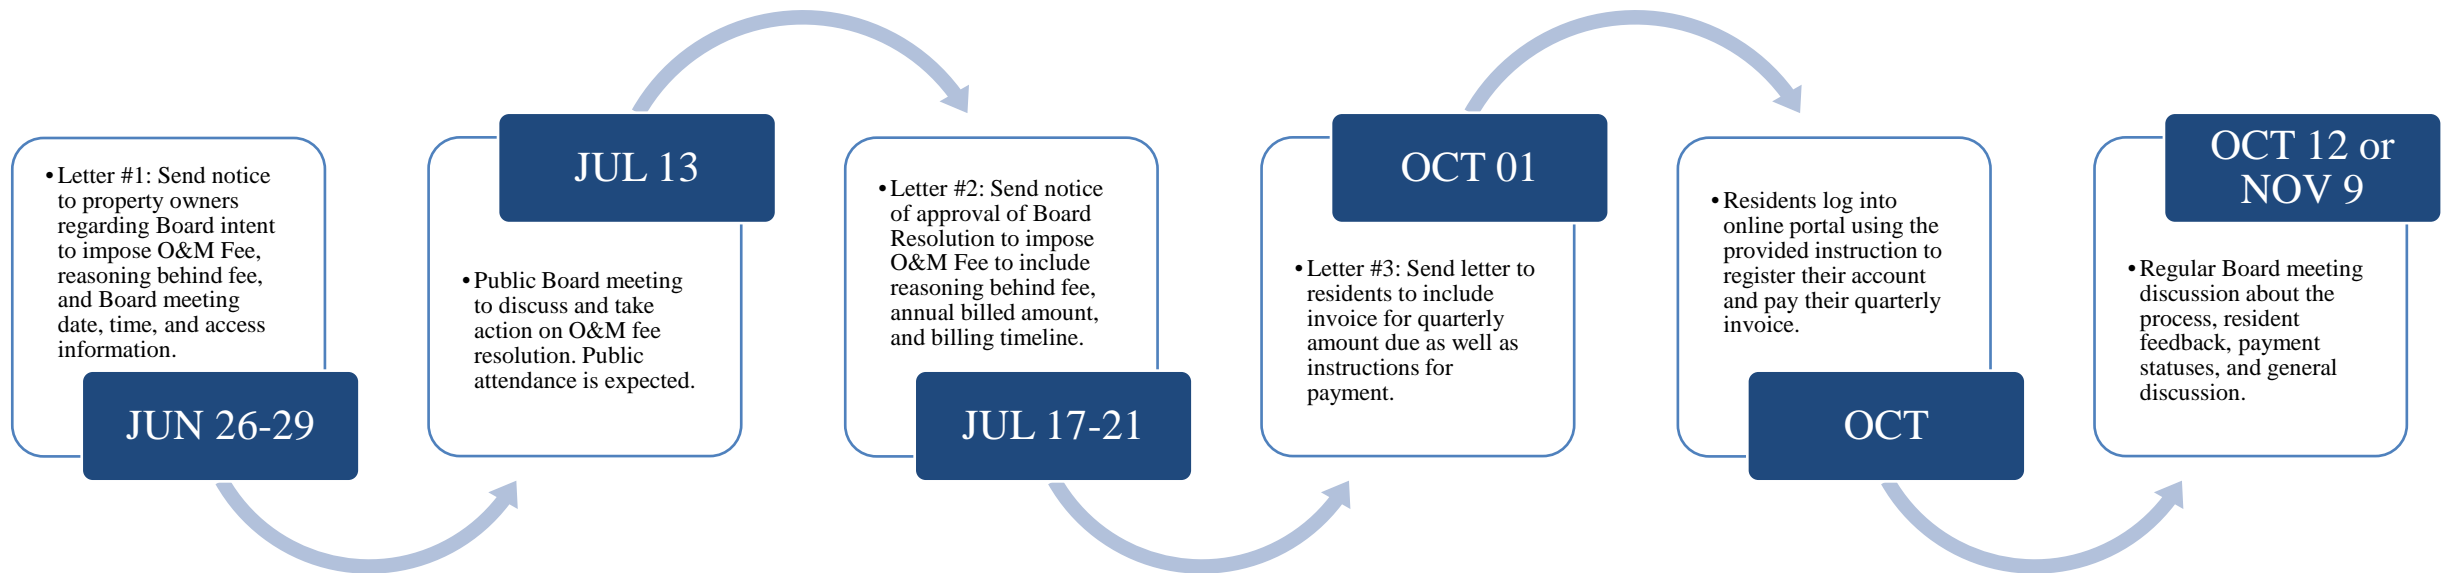 • Letter #1: Send notice
to property owners
regarding Board intent
to impose O&M Fee,
reasoning behind fee,
and Board meeting
date, time, and access
information.
JUN 26-29
JUL 13
• Public Board meeting
to discuss and take
action on O&M fee
resolution. Public
attendance is expected.
• Letter #2: Send notice
of approval of Board
Resolution to impose
O&M Fee to include
reasoning behind fee,
annual billed amount,
and billing timeline.
JUL 17-21
OCT 01
• Letter #3: Send letter to
residents to include
invoice for quarterly
amount due as well as
instructions for
payment.
• Residents log into
online portal using the
provided instruction to
register their account
and pay their quarterly
invoice.
OCT
OCT 12 or
NOV 9
• Regular Board meeting
discussion about the
process, resident
feedback, payment
statuses, and general
discussion.